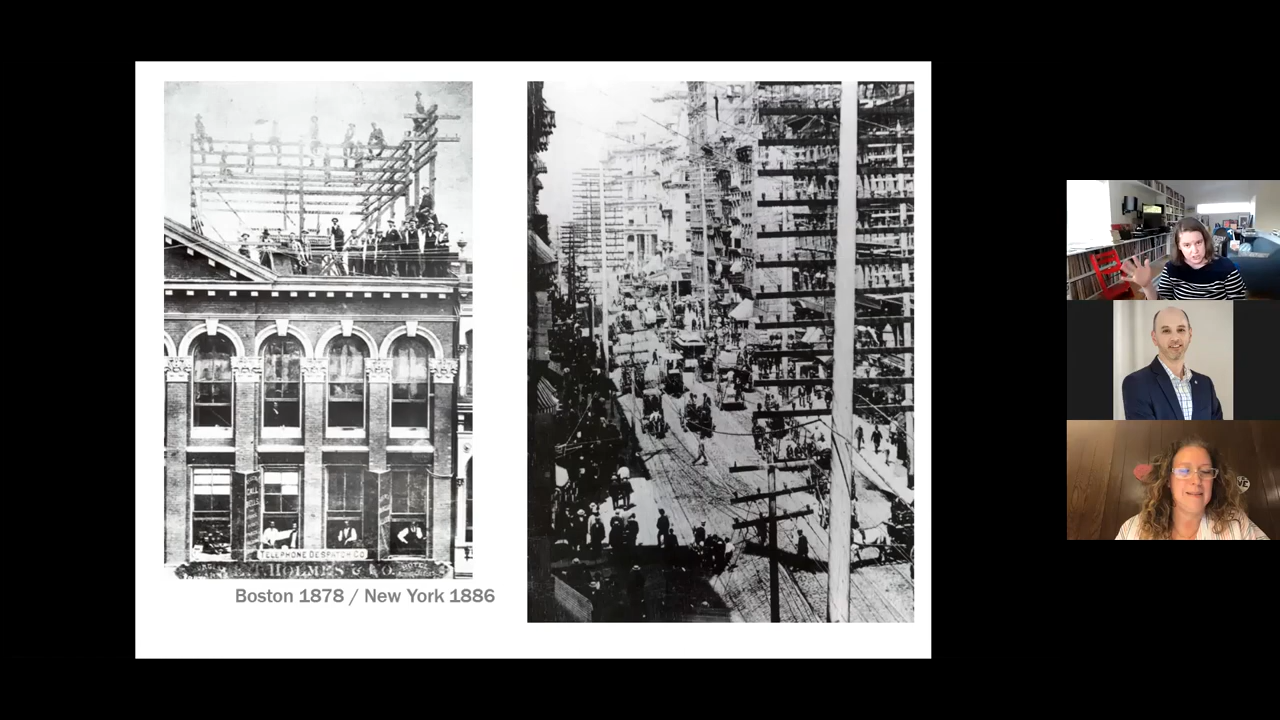 TELEPHONE DESPATCH CO.
HOLMES & CO.
Boston 1878 / New York 1886